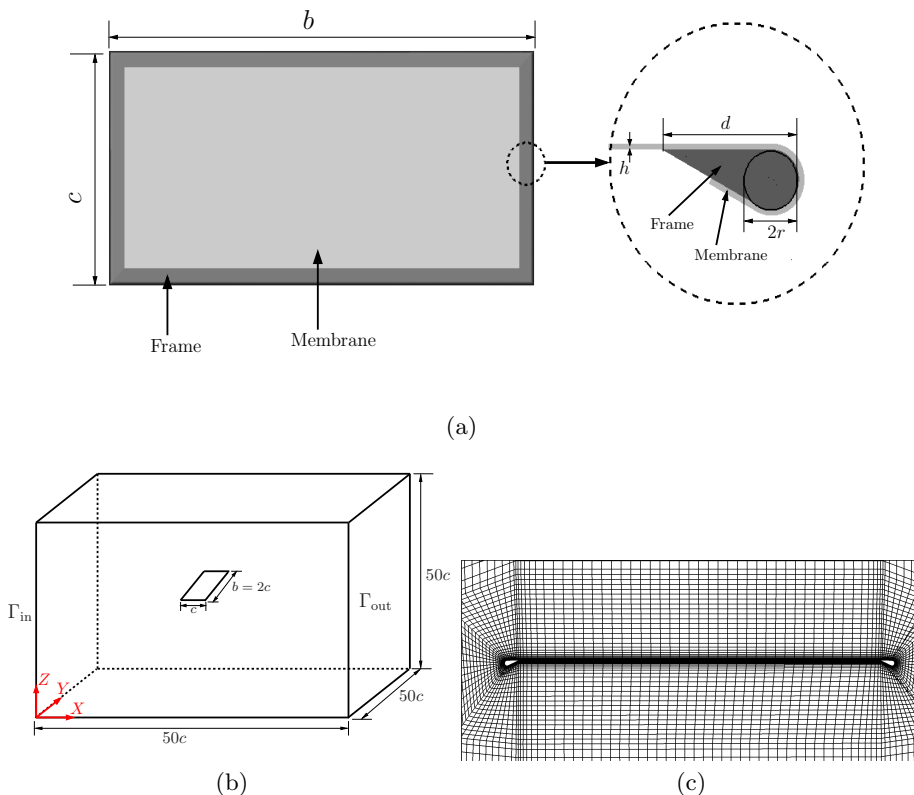 b
c
d
h
Frame
2r
Membrane
Frame
Membrane
(a)
50c
b = 2c
c
Γin
Γout
Z
Y
X
50c
50c
(b)
(c)